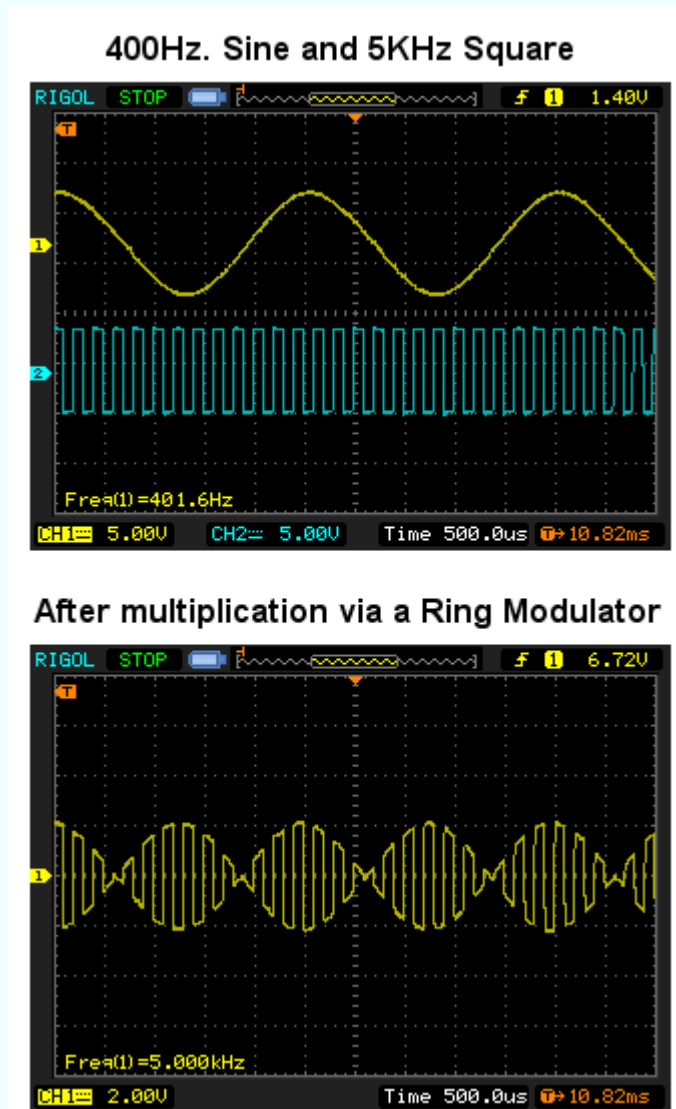 400Hz. Sine and 5KHz Square
RIGOL STOP T f 1 1.40V
T
1
2
Freq(1)=401.6Hz
CH1 5.00V CH2 5.00V Time 500.0us T→10.82ms
After multiplication via a Ring Modulator
RIGOL STOP T f 1 6.72V
T
1
Freq(1)=5.000kHz
CH1 2.00V Time 500.0us T→10.82ms